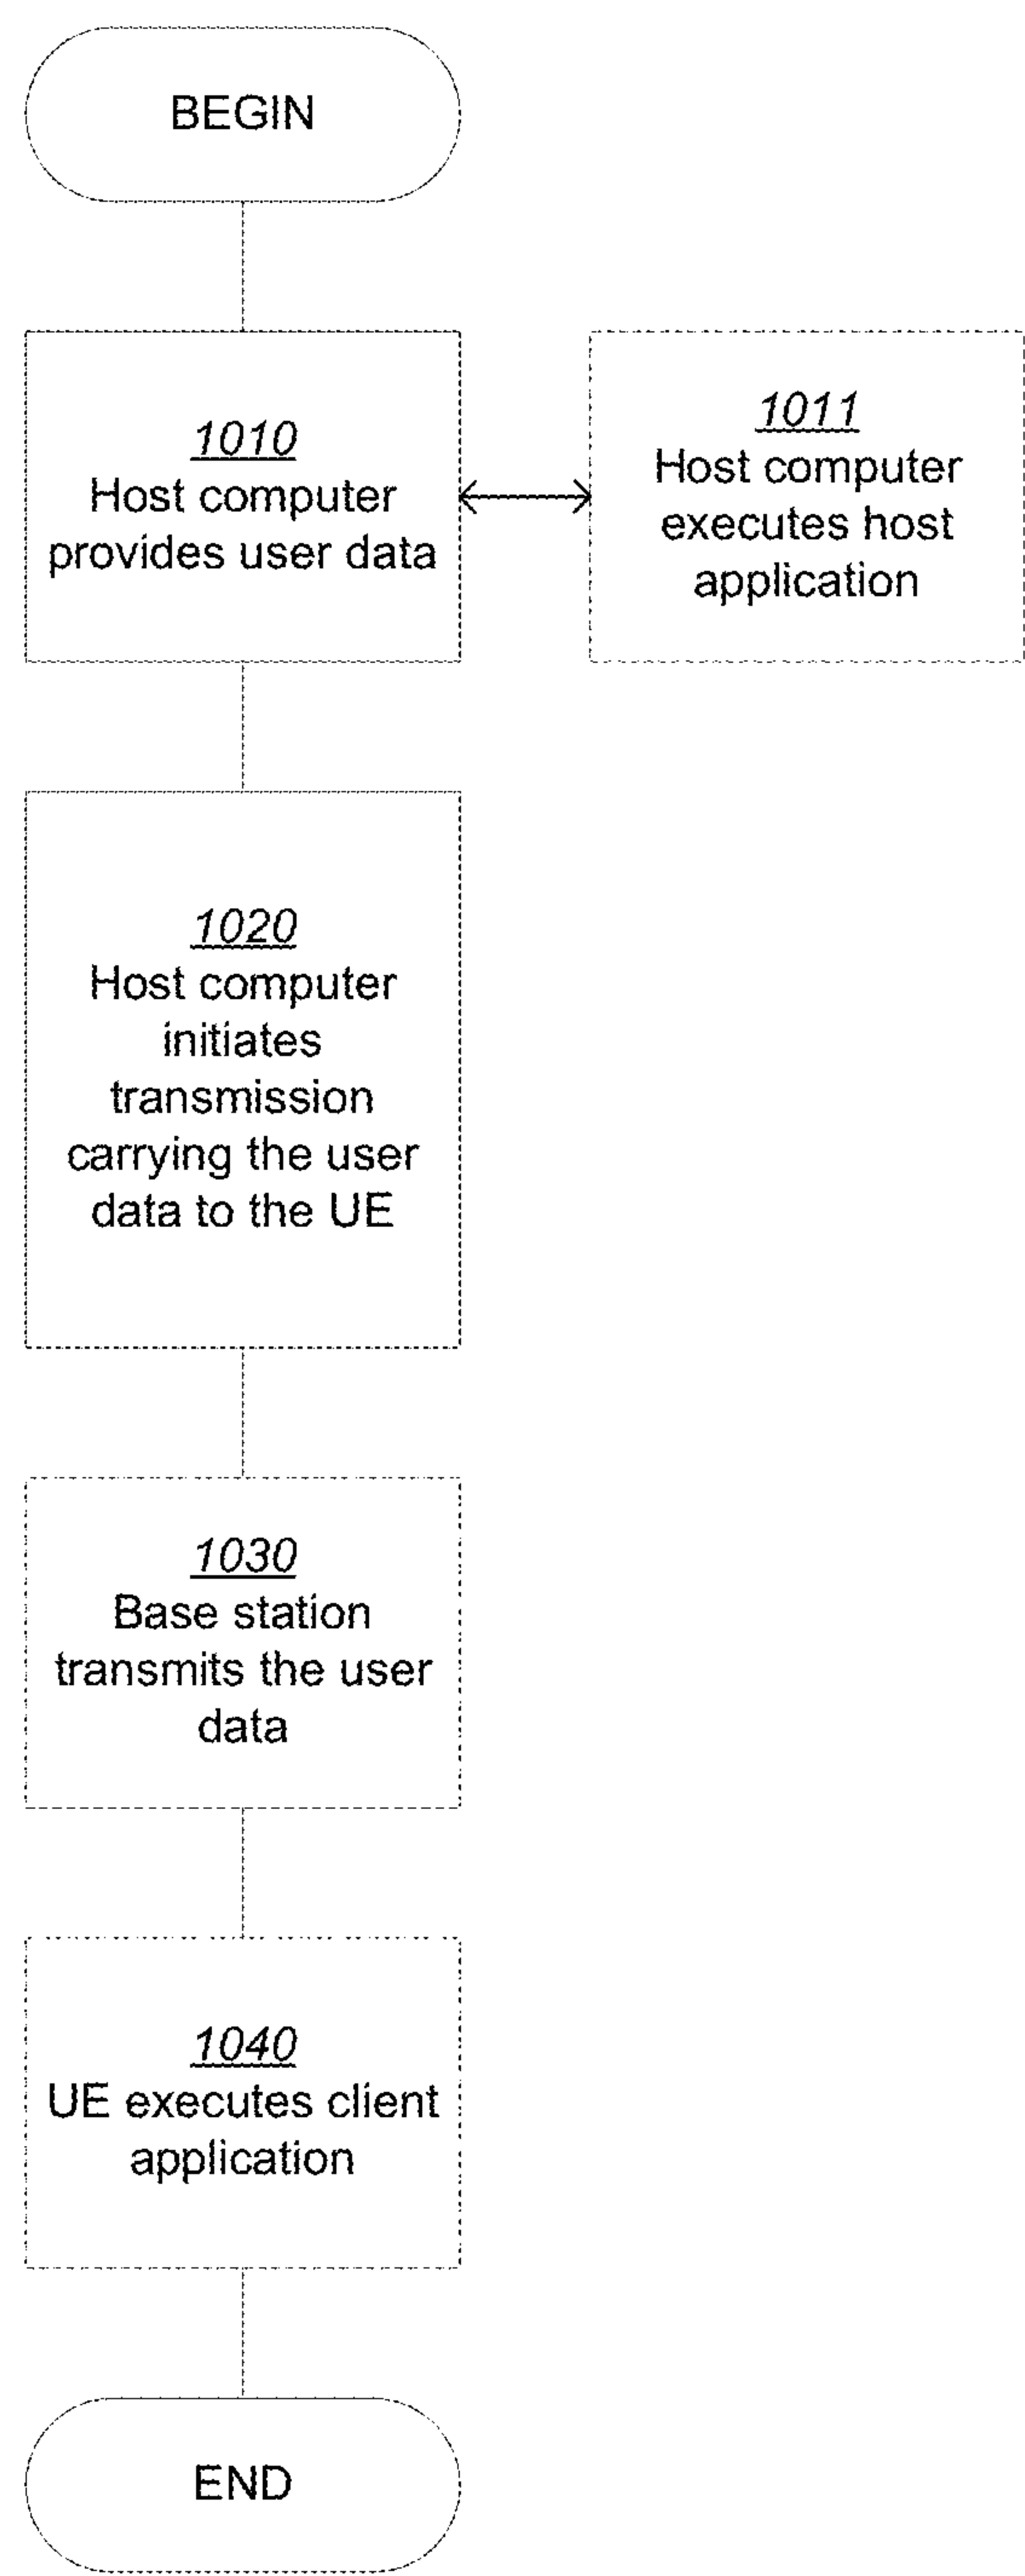 BEGIN
1010
Host computer
provides user data
1011
Host computer
executes host
application
1020
Host computer
initiates
transmission
carrying the user
data to the UE
1030
Base station
transmits the user
data
1040
UE executes client
application
END